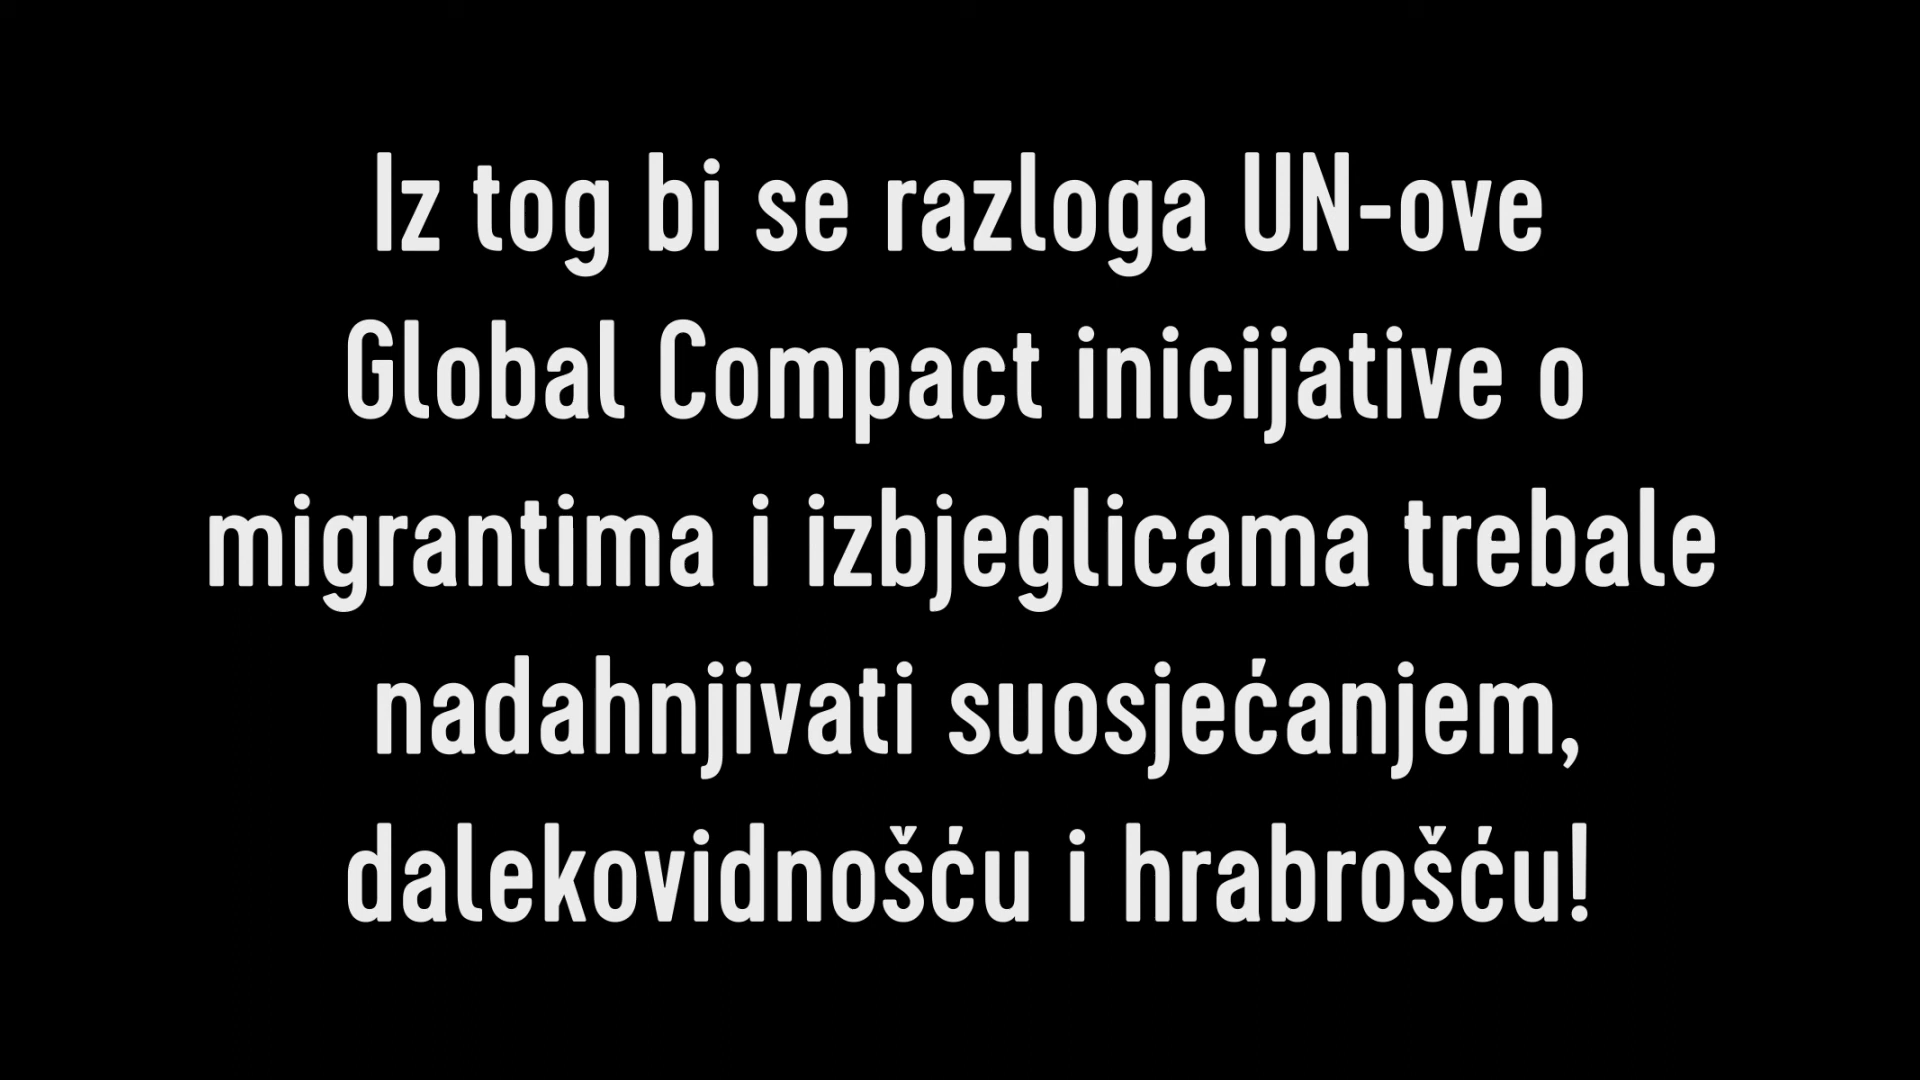 Iz tog bi se razloga UN-ove
Global Compact inicijative o
migrantima i izbjeglicama trebale
nadahnjivati suosjećanjem,
dalekovidnošću i hrabrošću!